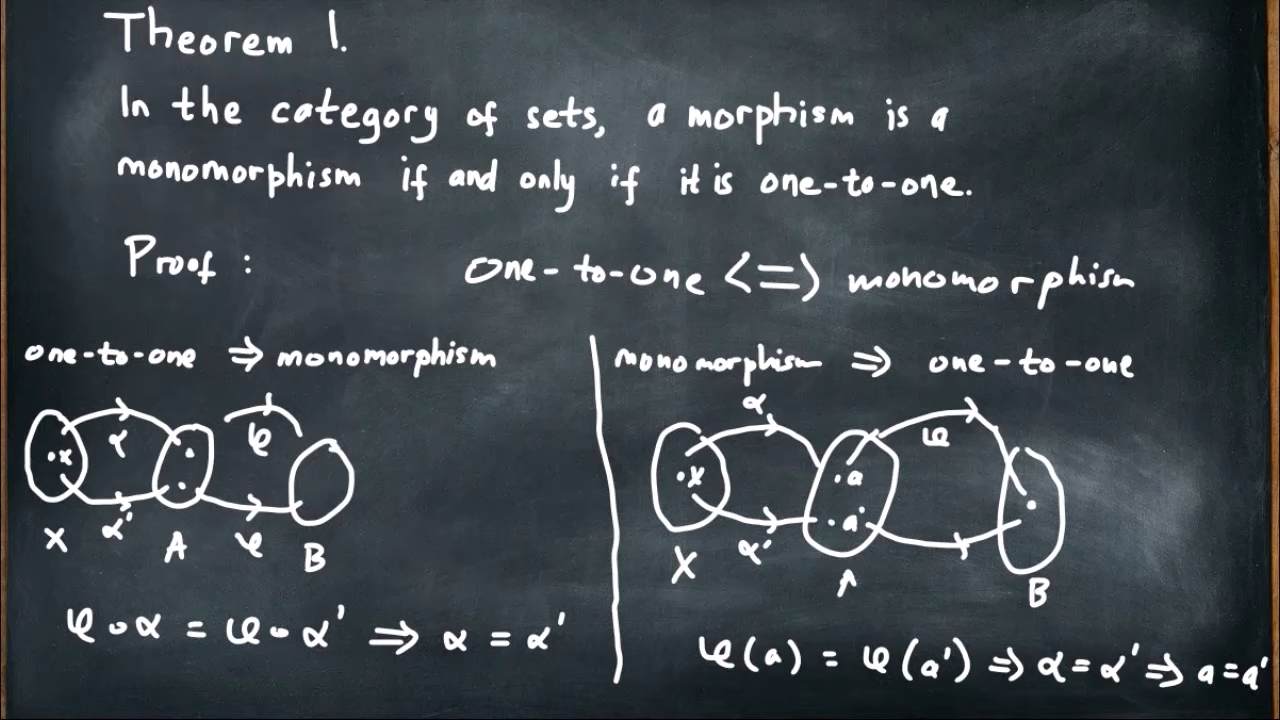 Theorem 1.
In the category of sets, a morphism is a
monomorphism if and only if it is one-to-one.
Proof :
one-to-one <=> monomorphism
one-to-one => monomorphism
α φ
.x
α' φ
X A B
φ∘α = φ∘α' => α = α'
monomorphism => one-to-one
α φ
.x .a
.a'
α'
X A B
φ(a) = φ(a') => α = α' => a = a'